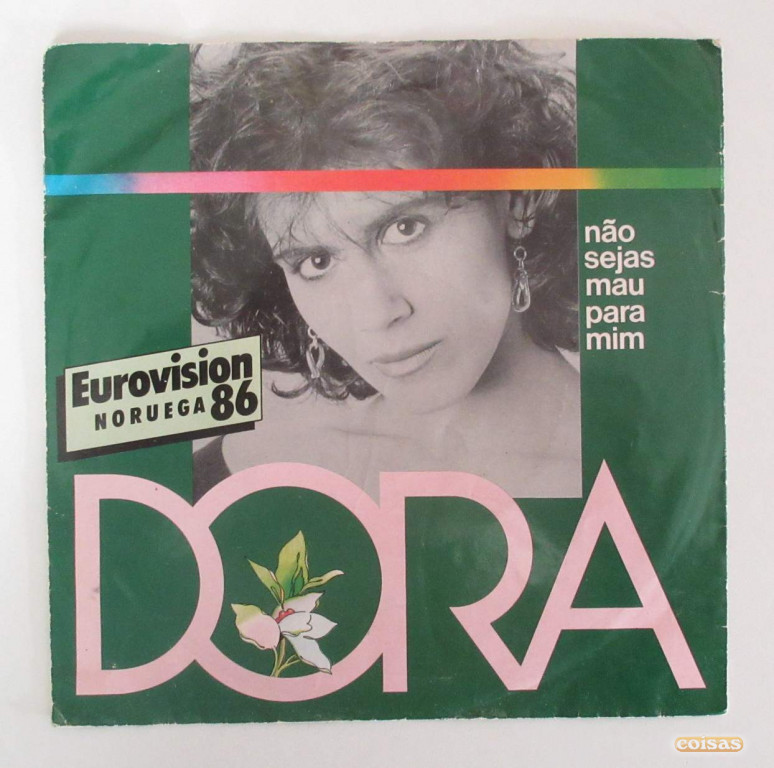 não
sejas
mau
para
mim
Eurovision
NORUEGA 86
DORA
coisas